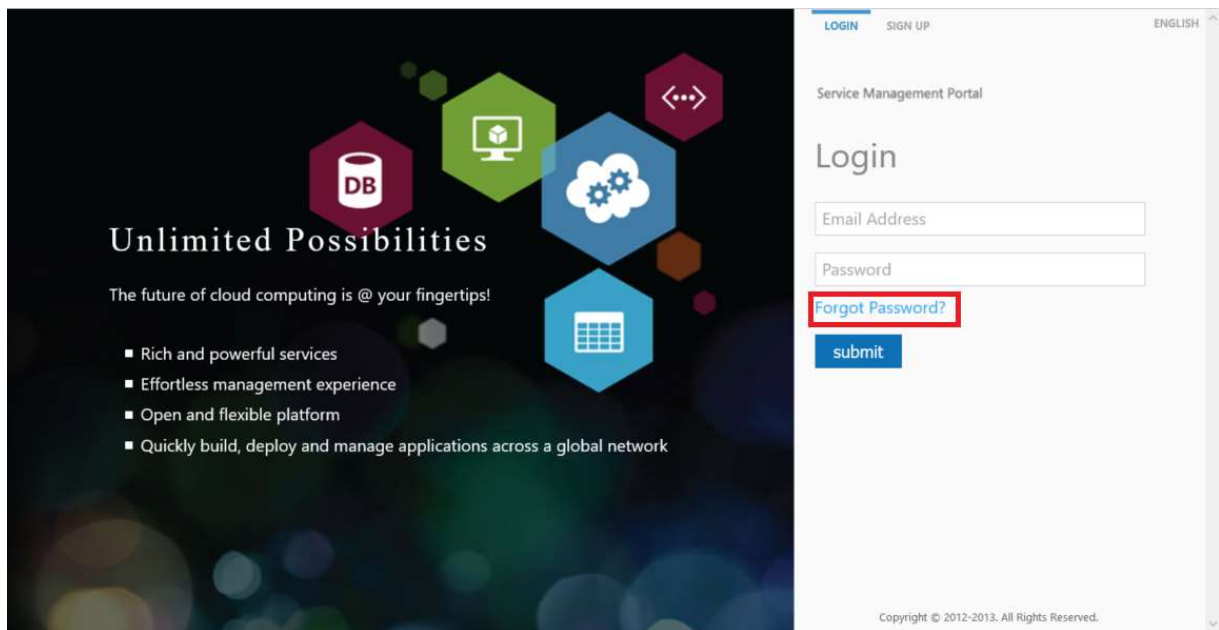 LOGIN SIGN UP ENGLISH
Service Management Portal
Login
Email Address
Password
Forgot Password?
submit
Copyright © 2012-2013. All Rights Reserved.
DB
Unlimited Possibilities
The future of cloud computing is @ your fingertips!
Rich and powerful services
Effortless management experience
Open and flexible platform
Quickly build, deploy and manage applications across a global network